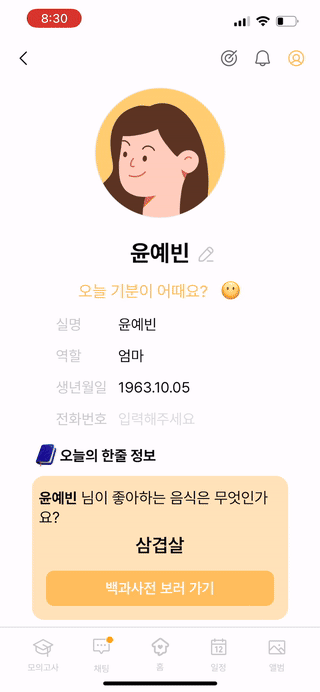 8:30
윤예빈
오늘 기분이 어때요?
실명 윤예빈
역할 엄마
생년월일 1963.10.05
전화번호 입력해주세요
오늘의 한줄 정보
윤예빈 님이 좋아하는 음식은 무엇인가
요?
삼겹살
백과사전 보러 가기
12
모의고사 채팅 홈 일정 앨범